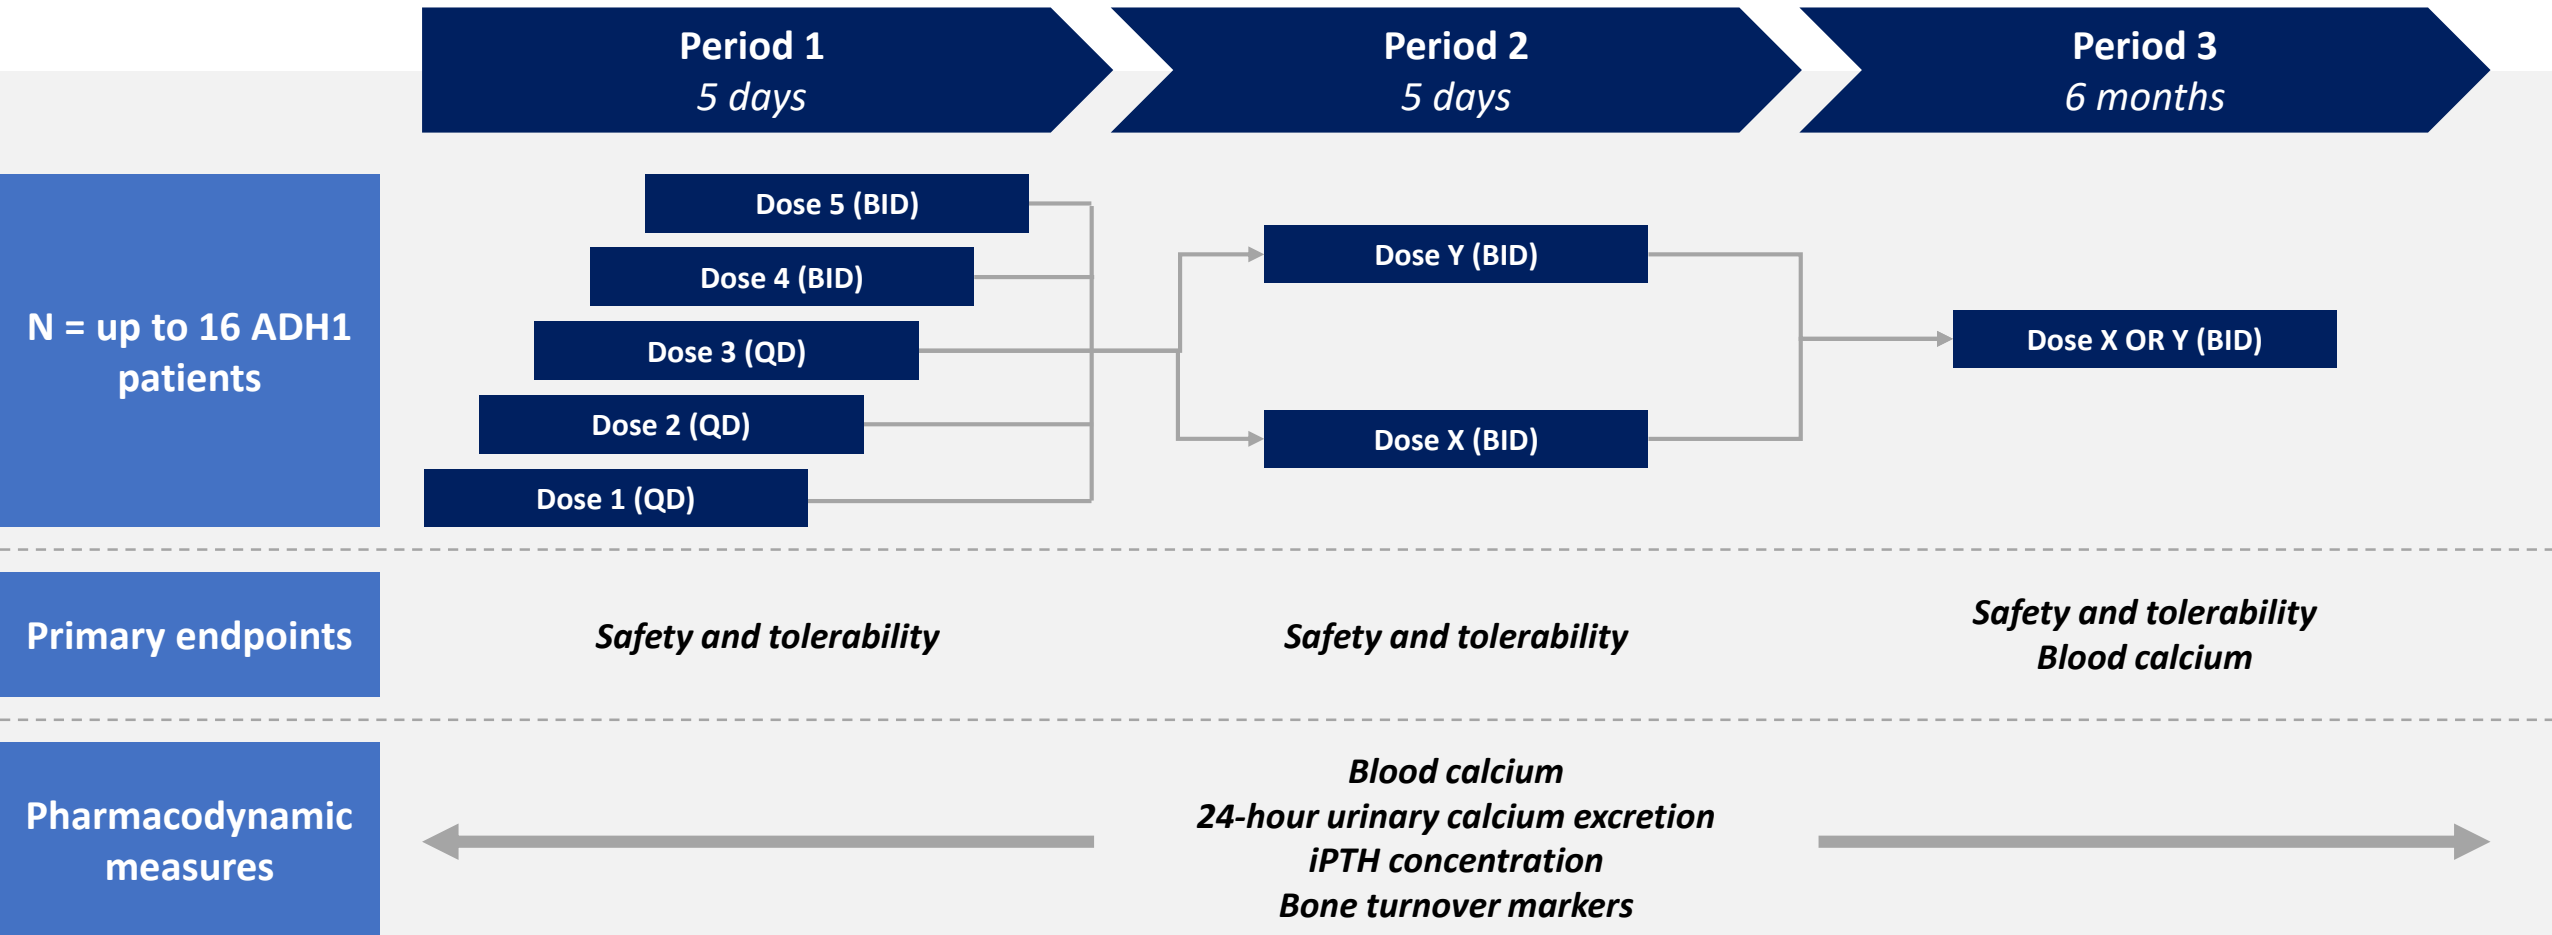 Period 1
5 days
Period 2
5 days
Period 3
6 months
N = up to 16 ADH1
patients
Dose 5 (BID)
Dose 4 (BID)
Dose 3 (QD)
Dose 2 (QD)
Dose 1 (QD)
Dose Y (BID)
Dose X (BID)
Dose X OR Y (BID)
Primary endpoints
Safety and tolerability
Safety and tolerability
Safety and tolerability
Blood calcium
Pharmacodynamic
measures
Blood calcium
24-hour urinary calcium excretion
iPTH concentration
Bone turnover markers